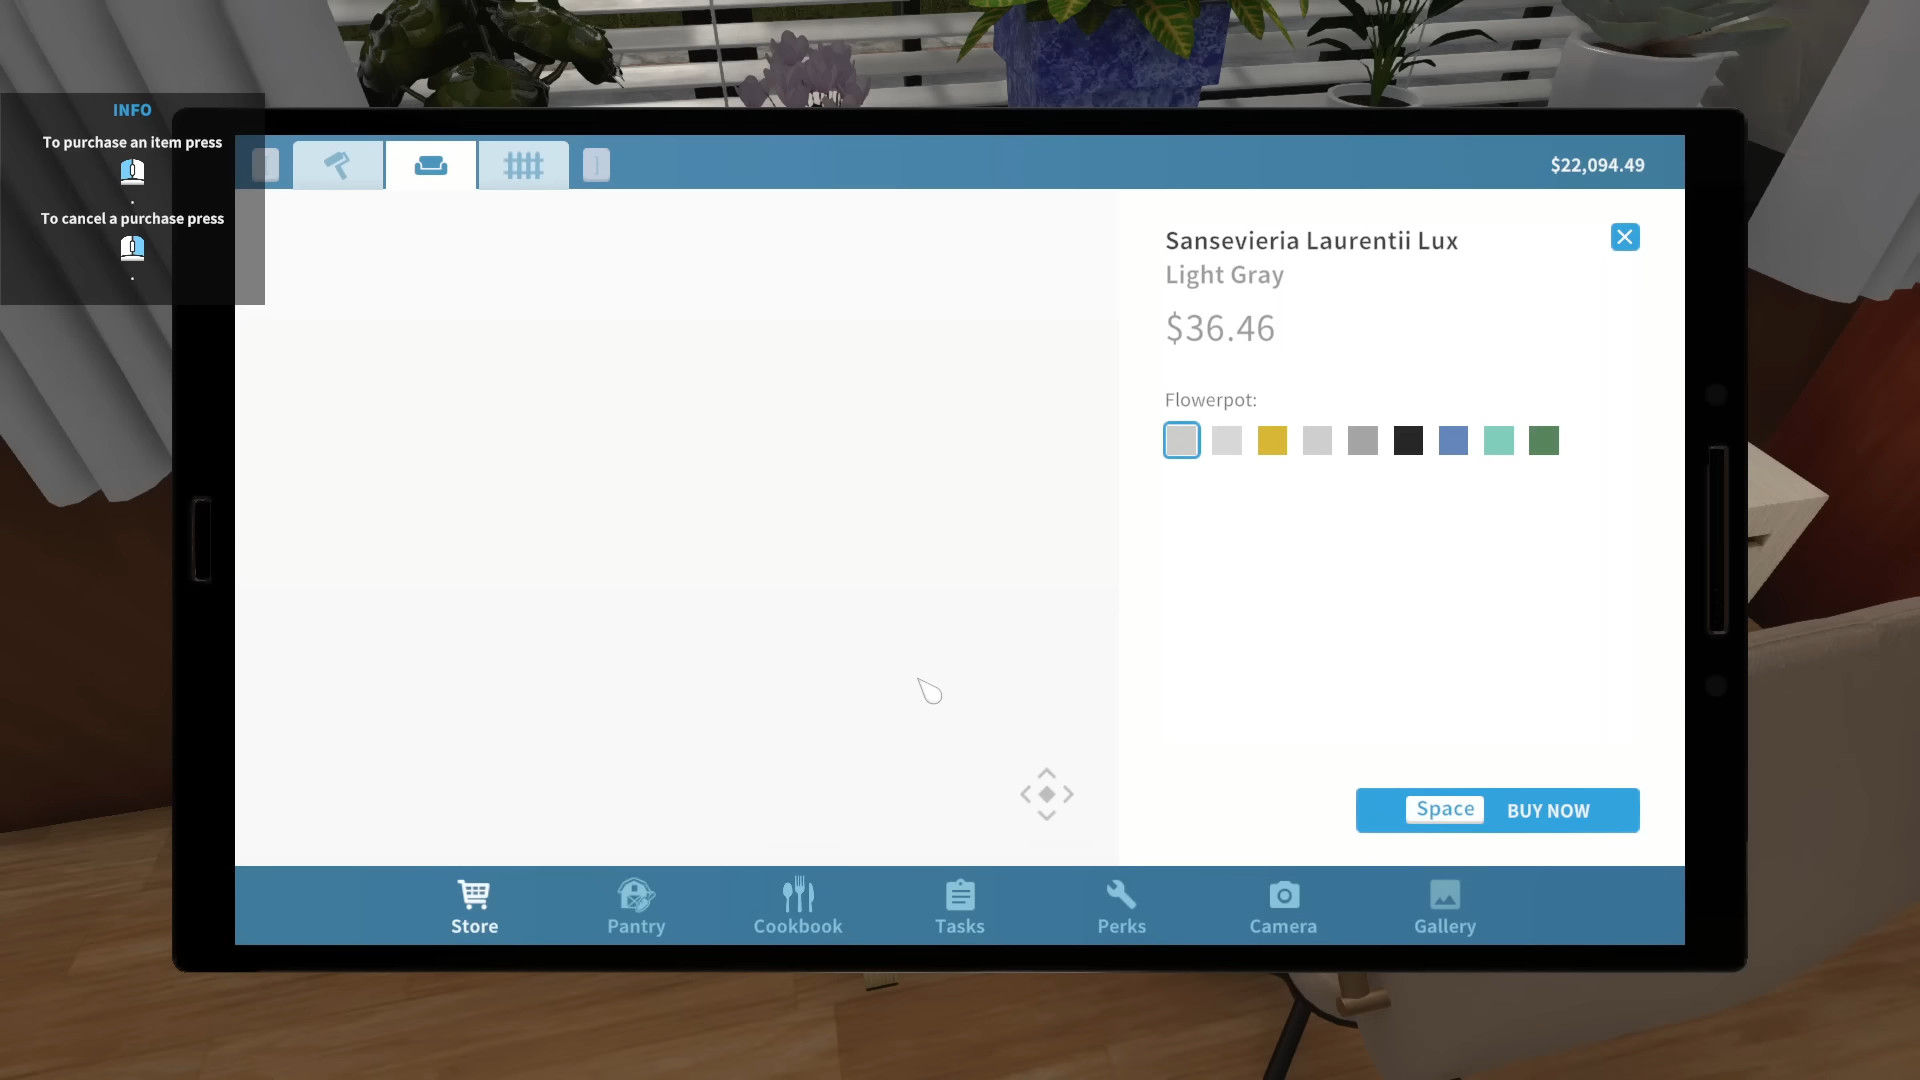 INFO
To purchase an item press
.
To cancel a purchase press
.
$22,094.49
Sansevieria Laurentii Lux
Light Gray
$36.46
Flowerpot:
Space BUY NOW
Store Pantry Cookbook Tasks Perks Camera Gallery